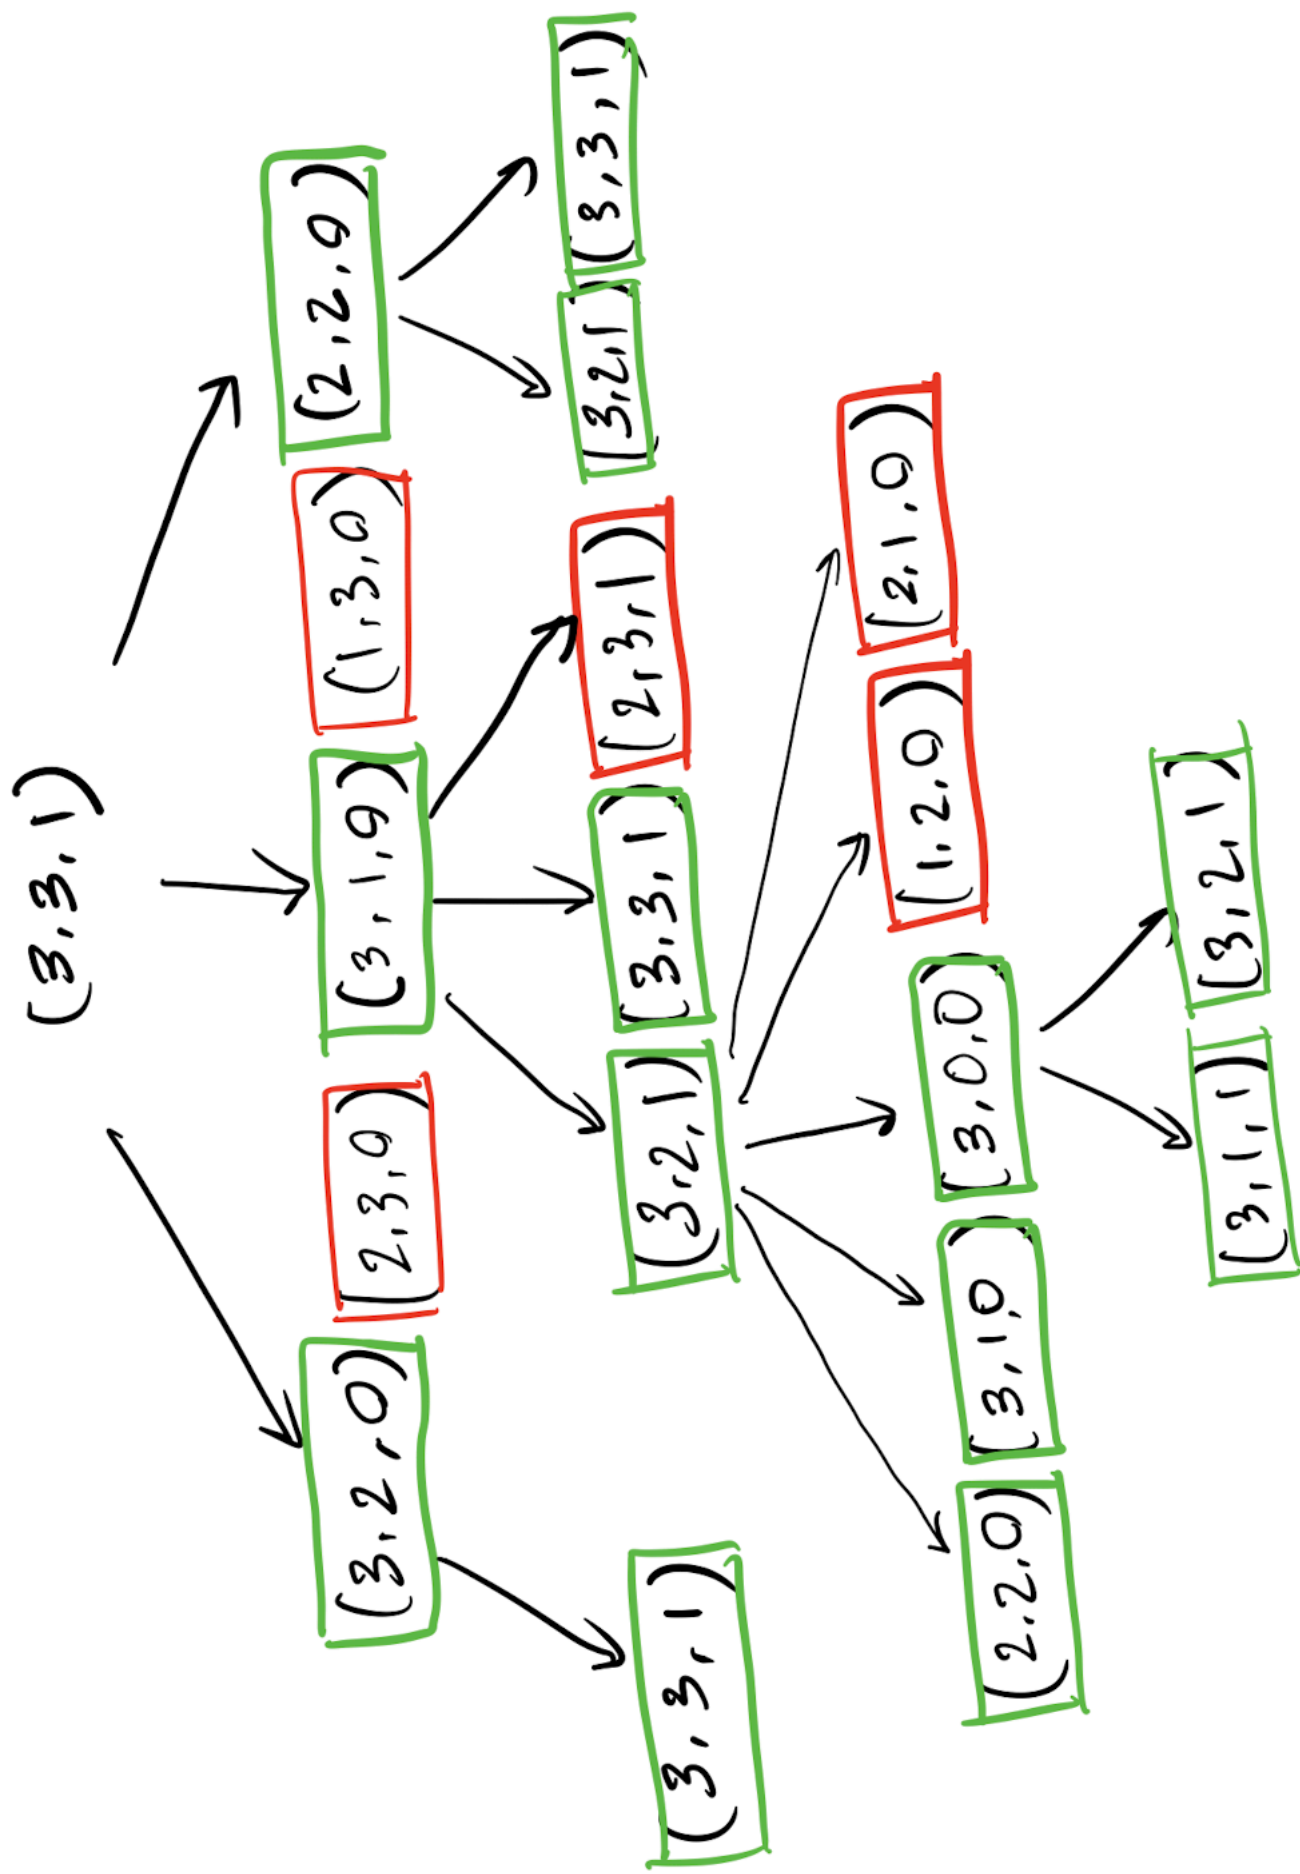 (3,3,1)
(3,2,0) (2,3,0) (3,1,0) (1,3,0) (2,2,0)
(3,3,1) (3,2,1) (3,3,1) (2,3,1) (3,2,1) (3,3,1)
(2,2,0) (3,1,0) (3,0,0) (1,2,0) (2,1,0)
(3,1,1) (3,2,1)